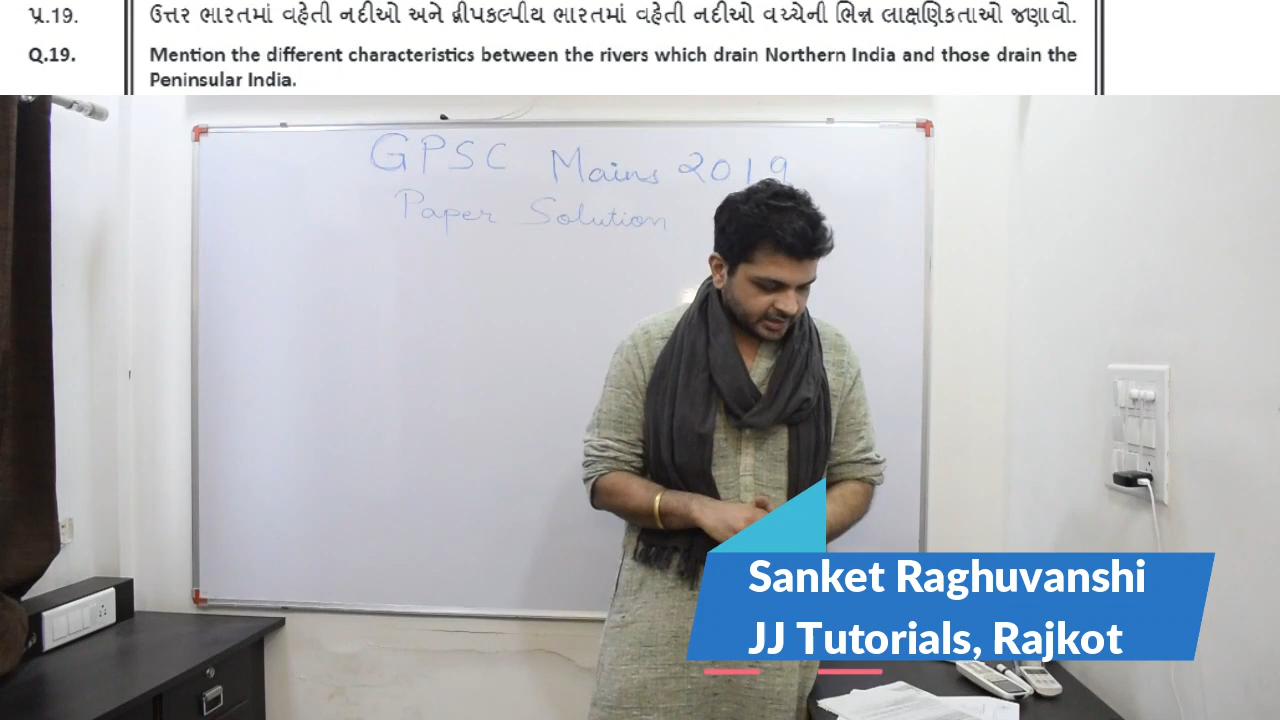 પ્ર.19. ઉત્તર ભારતમાં વહેતી નદીઓ અને દ્વીપકલ્પીય ભારતમાં વહેતી નદીઓ વચ્ચેની ભિન્ન લાક્ષણિકતાઓ જણાવો.
Q.19. Mention the different characteristics between the rivers which drain Northern India and those drain the
Peninsular India.
GPSC Mains 2019
Paper Solution
Sanket Raghuvanshi
JJ Tutorials, Rajkot